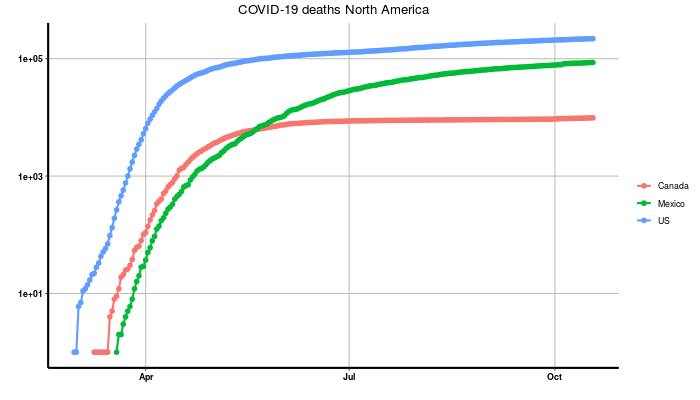 COVID-19 deaths North America
1e+05
1e+03
1e+01
Apr
Jul
Oct
Canada
Mexico
US